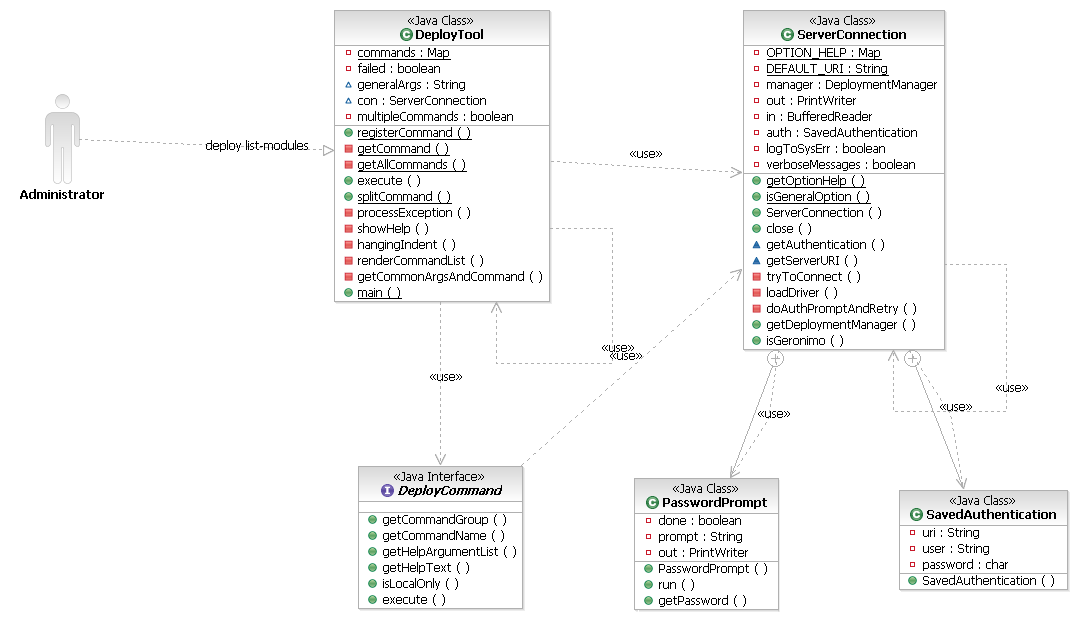 Administrator
deploy list-modules
«Java Class»
DeployTool
commands : Map
failed : boolean
generalArgs : String
con : ServerConnection
multipleCommands : boolean
registerCommand ( )
getCommand ( )
getAllCommands ( )
execute ( )
splitCommand ( )
processException ( )
showHelp ( )
hangingIndent ( )
renderCommandList ( )
getCommonArgsAndCommand ( )
main ( )
«use»
«Java Class»
ServerConnection
OPTION_HELP : Map
DEFAULT_URI : String
manager : DeploymentManager
out : PrintWriter
in : BufferedReader
auth : SavedAuthentication
logToSysErr : boolean
verboseMessages : boolean
getOptionHelp ( )
isGeneralOption ( )
ServerConnection ( )
close ( )
getAuthentication ( )
getServerURI ( )
tryToConnect ( )
loadDriver ( )
doAuthPromptAndRetry ( )
getDeploymentManager ( )
isGeronimo ( )
«use»
«use»
«use»
«use»
«use»
«use»
«Java Interface»
DeployCommand
getCommandGroup ( )
getCommandName ( )
getHelpArgumentList ( )
getHelpText ( )
isLocalOnly ( )
execute ( )
«Java Class»
PasswordPrompt
done : boolean
prompt : String
out : PrintWriter
PasswordPrompt ( )
run ( )
getPassword ( )
«Java Class»
SavedAuthentication
uri : String
user : String
password : char
SavedAuthentication ( )